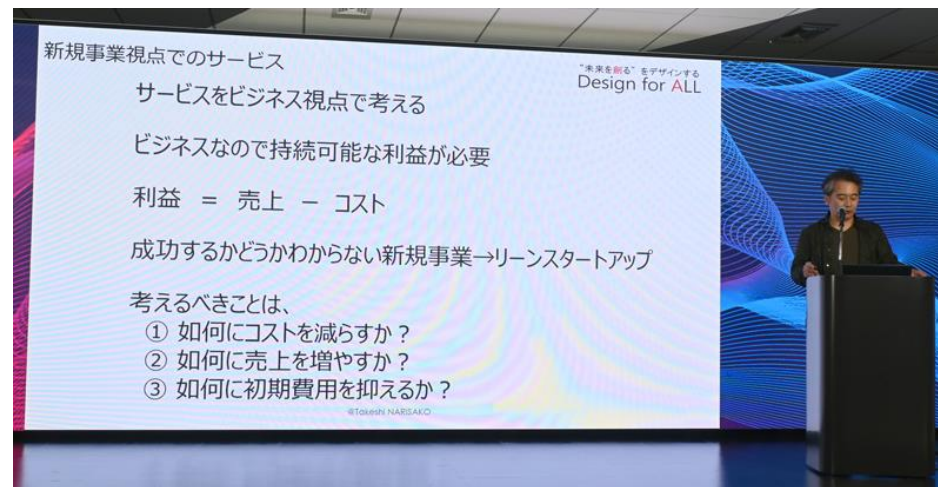 新規事業視点でのサービス
"未来を創る"をデザインする
Design for ALL
サービスをビジネス視点で考える
ビジネスなので持続可能な利益が必要
利益 = 売上 － コスト
成功するかどうかわからない新規事業→リーンスタートアップ
考えるべきことは、
① 如何にコストを減らすか？
② 如何に売上を増やすか？
③ 如何に初期費用を抑えるか？
©Takeshi NARISAKO